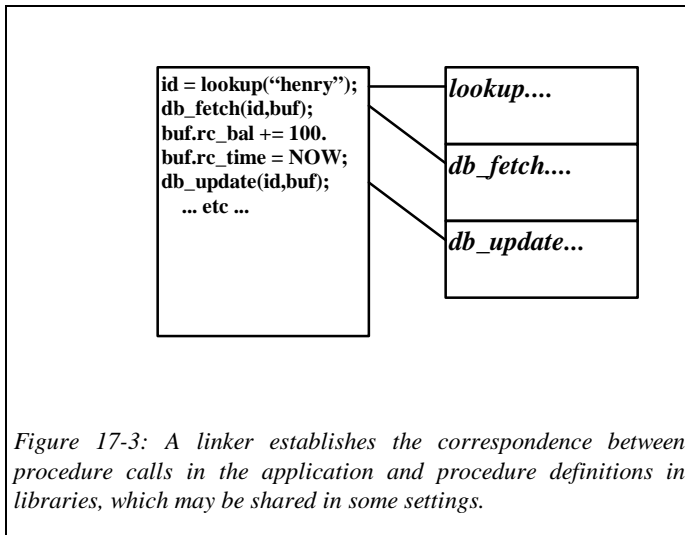 id = lookup(“henry”);
db_fetch(id,buf);
buf.rc_bal += 100.
buf.rc_time = NOW;
db_update(id,buf);
... etc ...
lookup....
db_fetch....
db_update...
Figure 17-3: A linker establishes the correspondence between
procedure calls in the application and procedure definitions in
libraries, which may be shared in some settings.